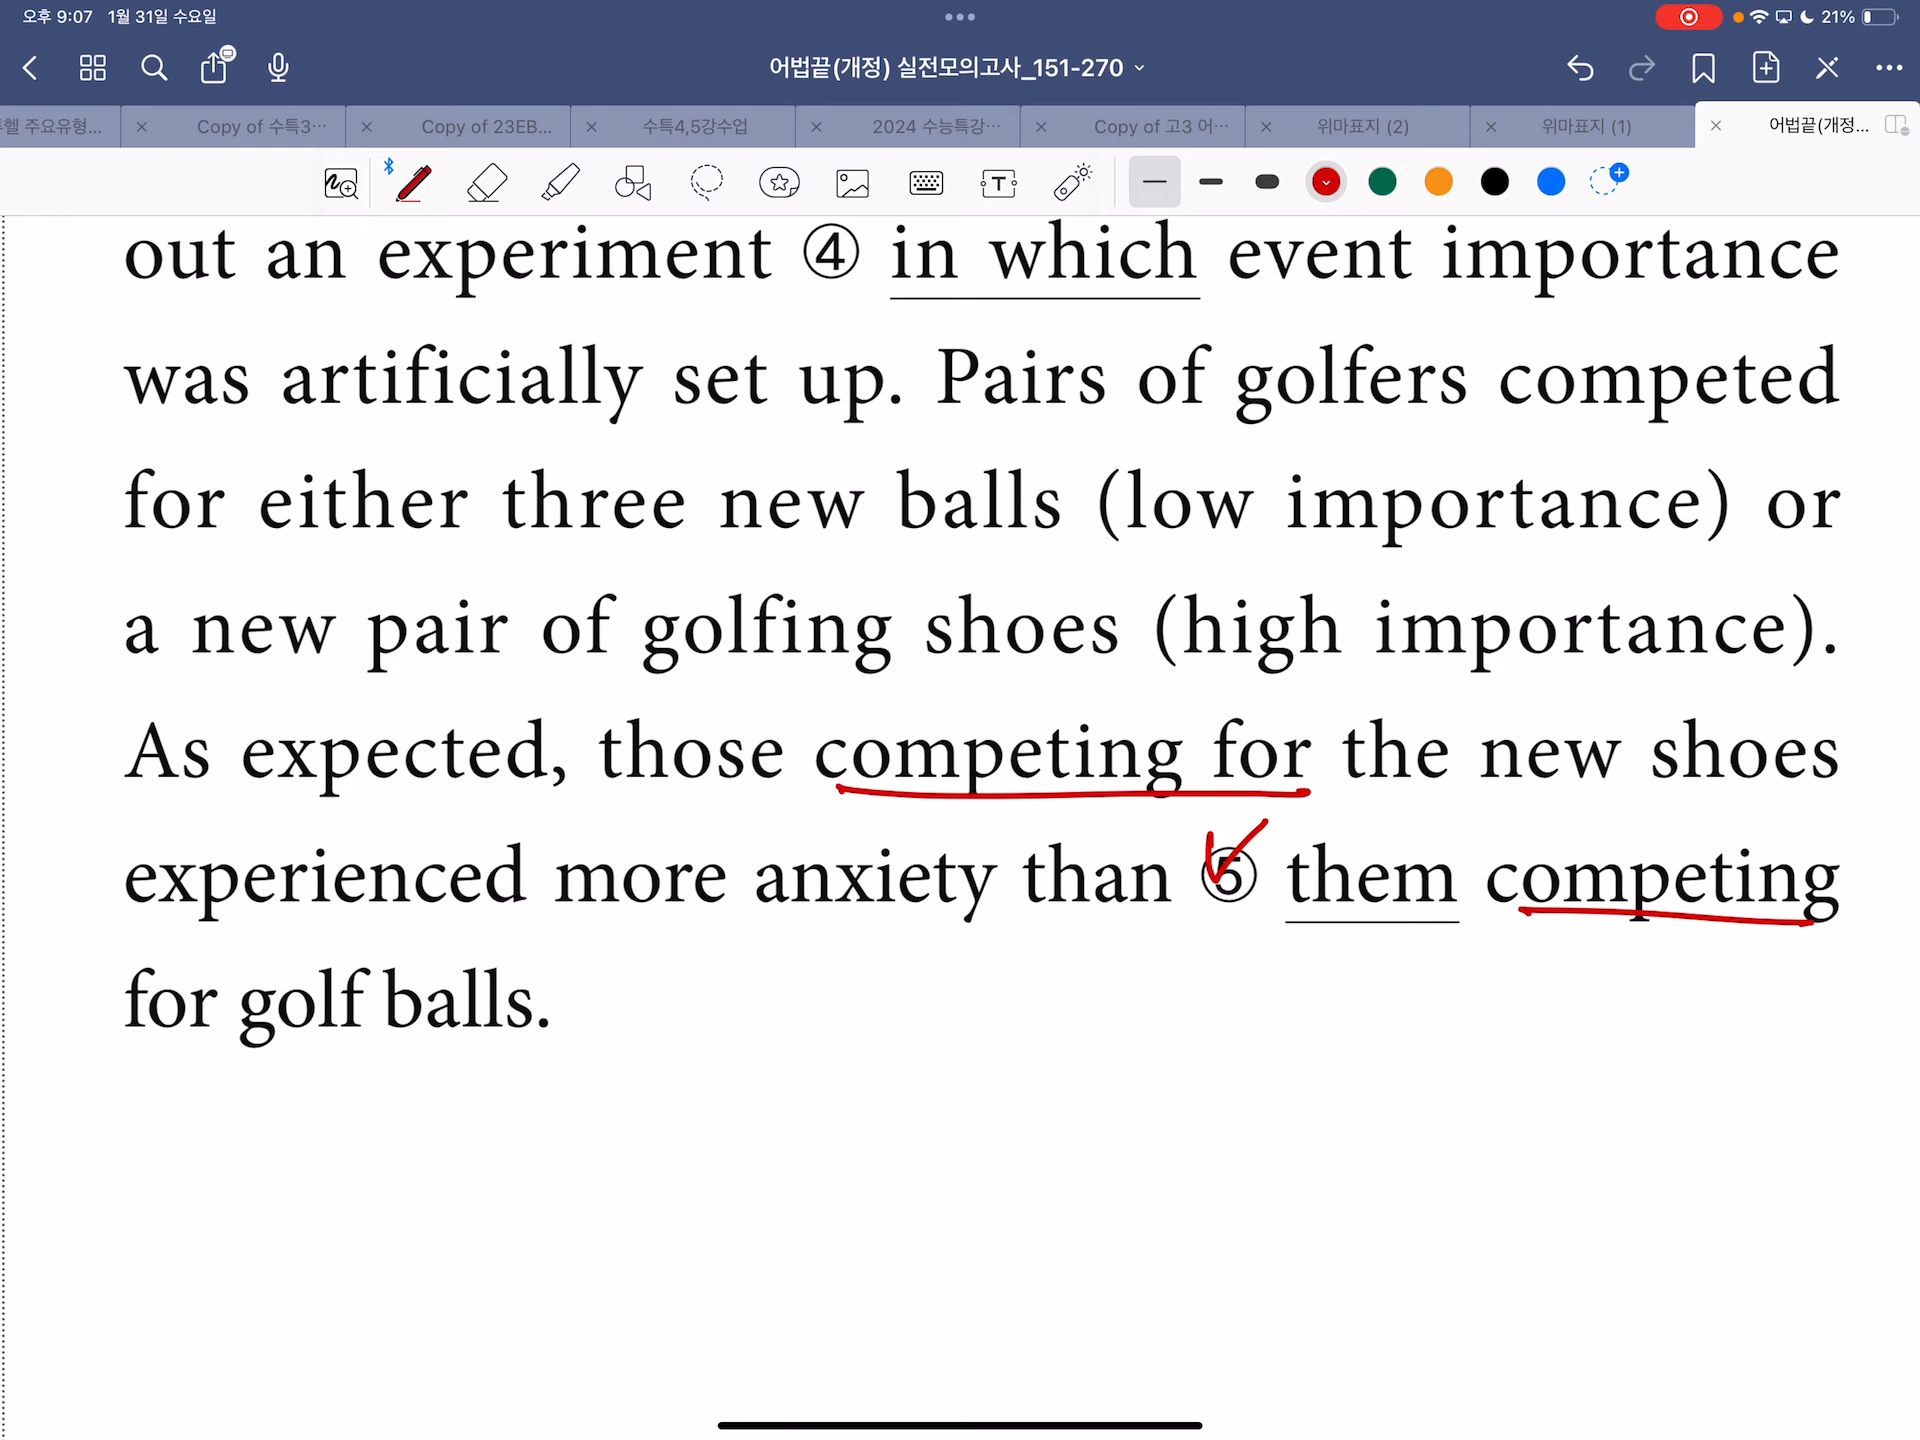 오후 9:07 1월 31일 수요일
21%
어법끝(개정) 실전모의고사_151-270
헬 주요유형...
Copy of 수특3...
Copy of 23EB...
수특4,5강수업
2024 수능특강...
Copy of 고3 어...
위마표지 (2)
위마표지 (1)
어법끝(개정...
out an experiment ④ in which event importance
was artificially set up. Pairs of golfers competed
for either three new balls (low importance) or
a new pair of golfing shoes (high importance).
As expected, those competing for the new shoes
experienced more anxiety than ⑤ them competing
for golf balls.